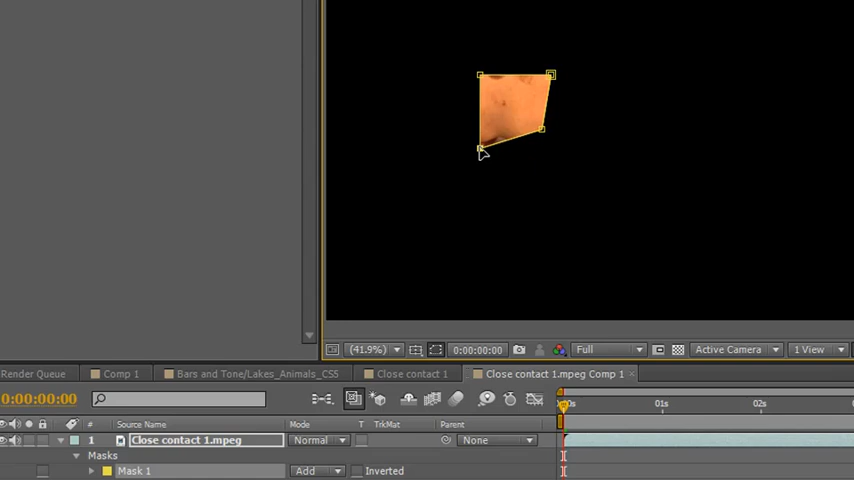 (41.9%) 0:00:00:00 Full Active Camera 1 View
Render Queue Comp 1 Bars and Tone/Lakes_Animals_CS5 Close contact 1 Close contact 1.mpeg Comp 1
0:00:00:00 01s 02s
# Source Name Mode T TrkMat Parent
1 Close contact 1.mpeg Normal None
Masks
Mask 1 Add Inverted